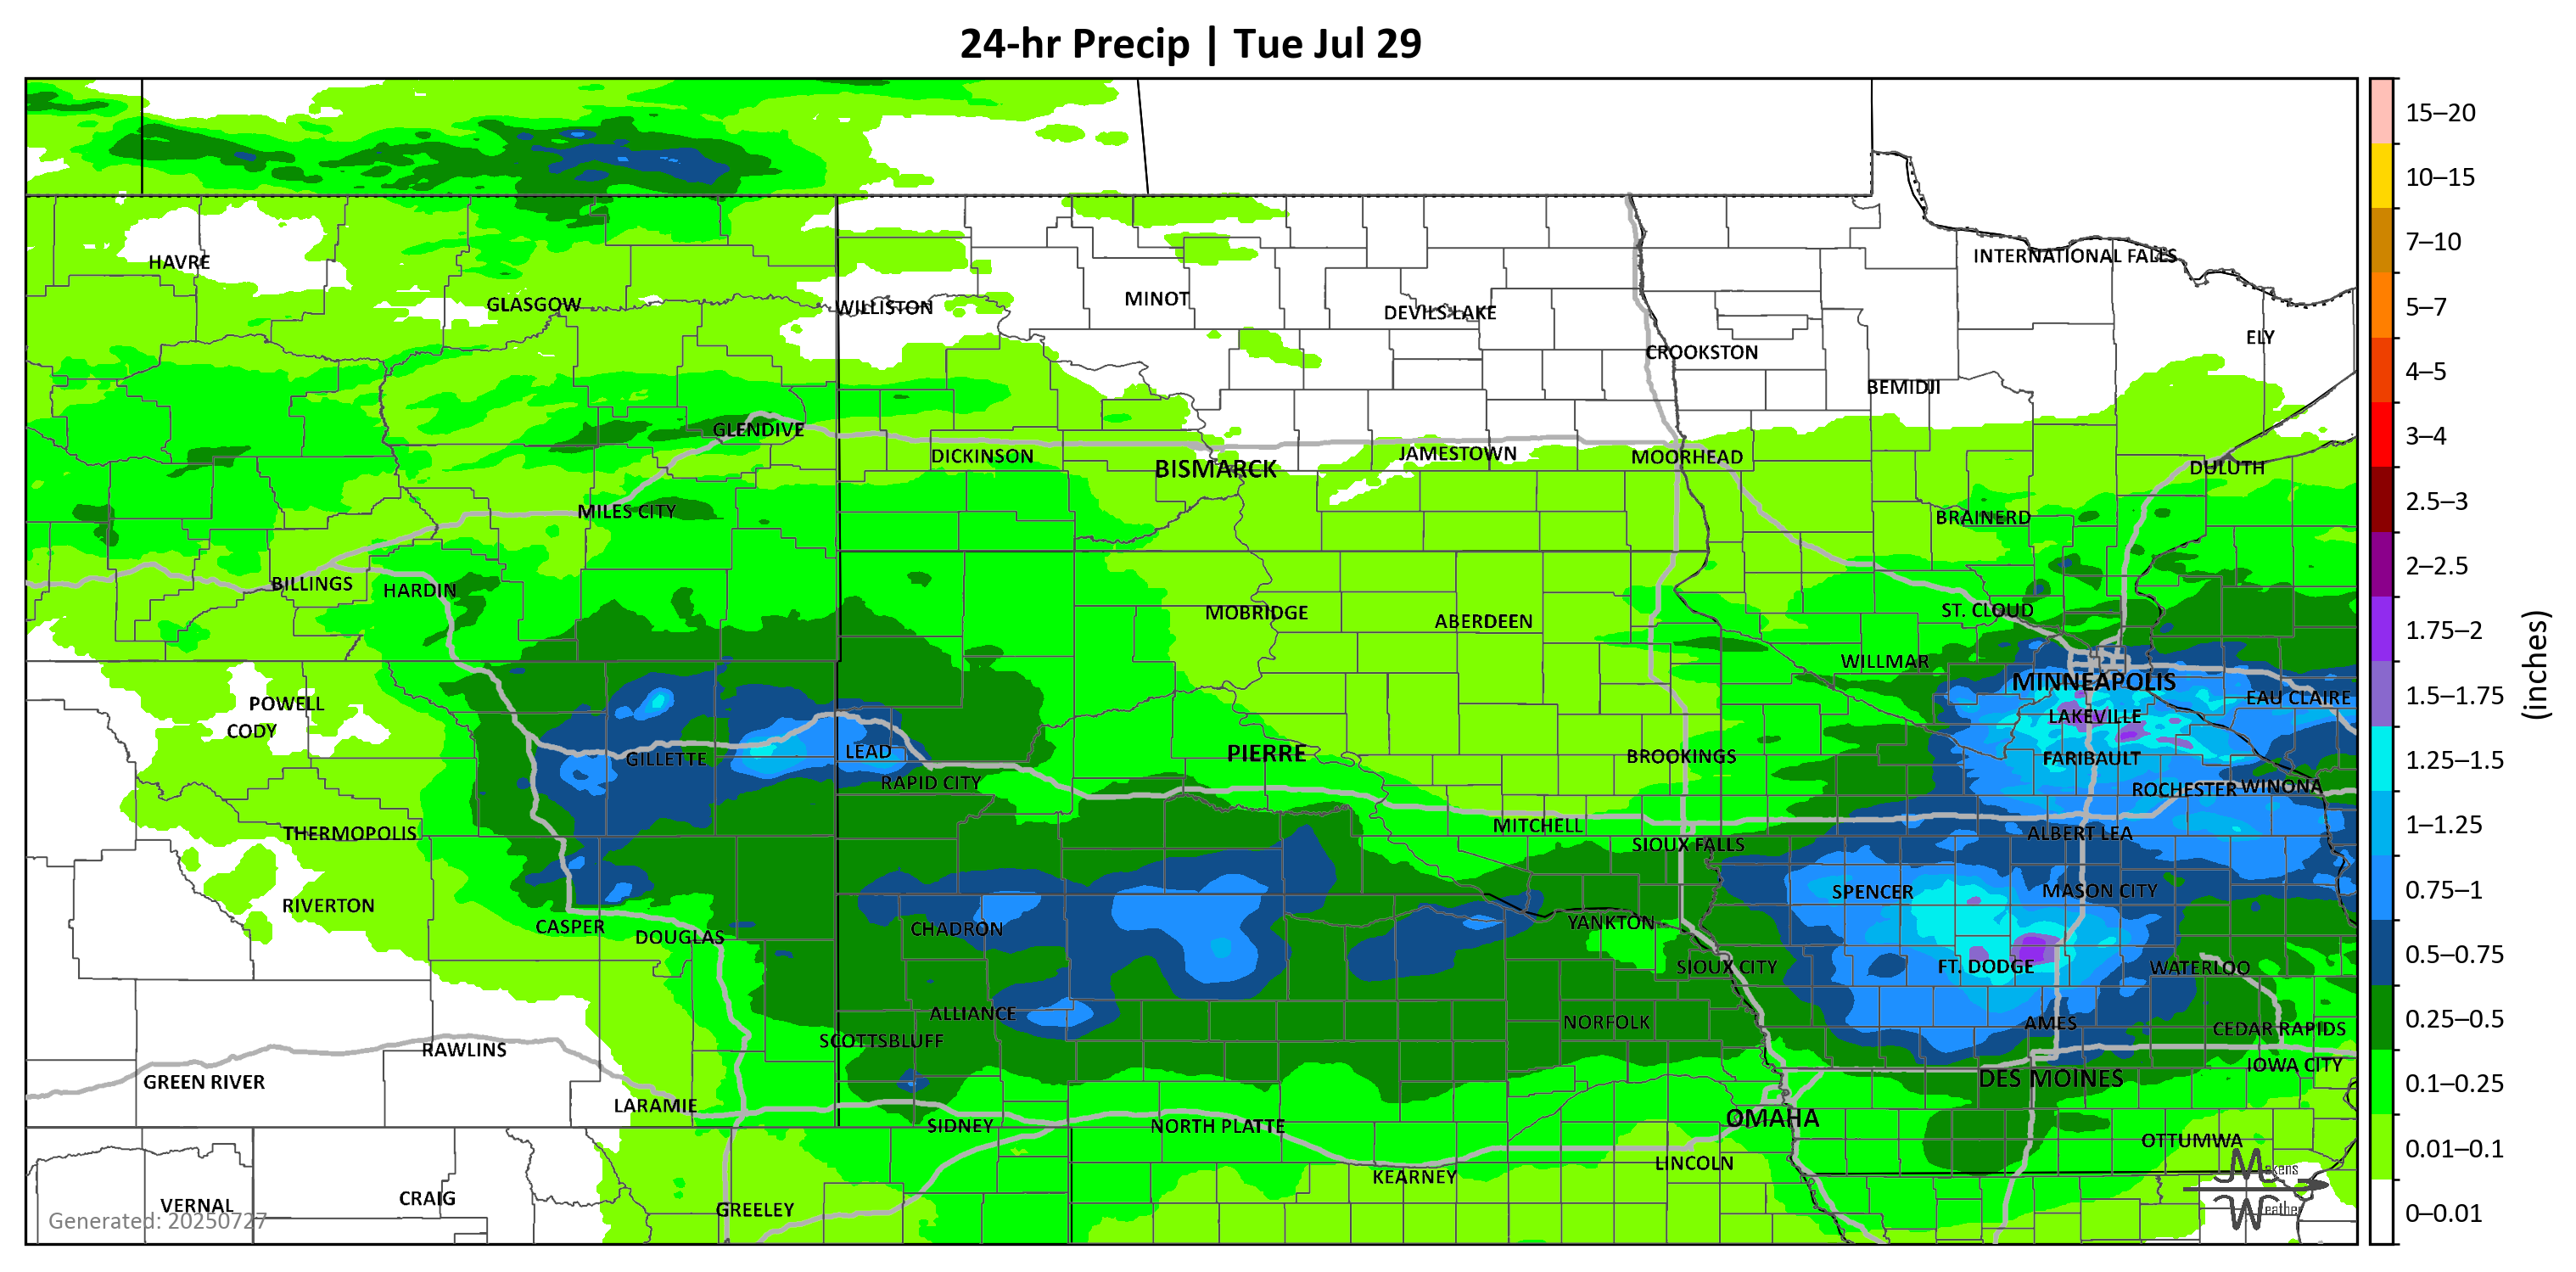 24-hr Precip | Tue Jul 29
15–20
10–15
7–10
5–7
4–5
3–4
2.5–3
2–2.5
1.75–2
1.5–1.75
1.25–1.5
1–1.25
0.75–1
0.5–0.75
0.25–0.5
0.1–0.25
0.01–0.1
0–0.01
(inches)
HAVRE
INTERNATIONAL FALLS
GLASGOW
WILLISTON
MINOT
DEVILS LAKE
ELY
CROOKSTON
BEMIDJI
GLENDIVE
DICKINSON
BISMARCK
JAMESTOWN
MOORHEAD
DULUTH
MILES CITY
BRAINERD
BILLINGS
HARDIN
MOBRIDGE
ABERDEEN
ST. CLOUD
WILLMAR
MINNEAPOLIS
EAU CLAIRE
POWELL
CODY
LAKEVILLE
GILLETTE
LEAD
PIERRE
BROOKINGS
FARIBAULT
RAPID CITY
ROCHESTER
WINONA
THERMOPOLIS
MITCHELL
ALBERT LEA
SIOUX FALLS
RIVERTON
SPENCER
MASON CITY
CASPER
DOUGLAS
CHADRON
YANKTON
SIOUX CITY
FT. DODGE
WATERLOO
ALLIANCE
NORFOLK
AMES
CEDAR RAPIDS
SCOTTSBLUFF
RAWLINS
IOWA CITY
GREEN RIVER
DES MOINES
LARAMIE
SIDNEY
NORTH PLATTE
OMAHA
OTTUMWA
LINCOLN
KEARNEY
VERNAL
CRAIG
GREELEY
Generated: 20250727
Makens
Weather